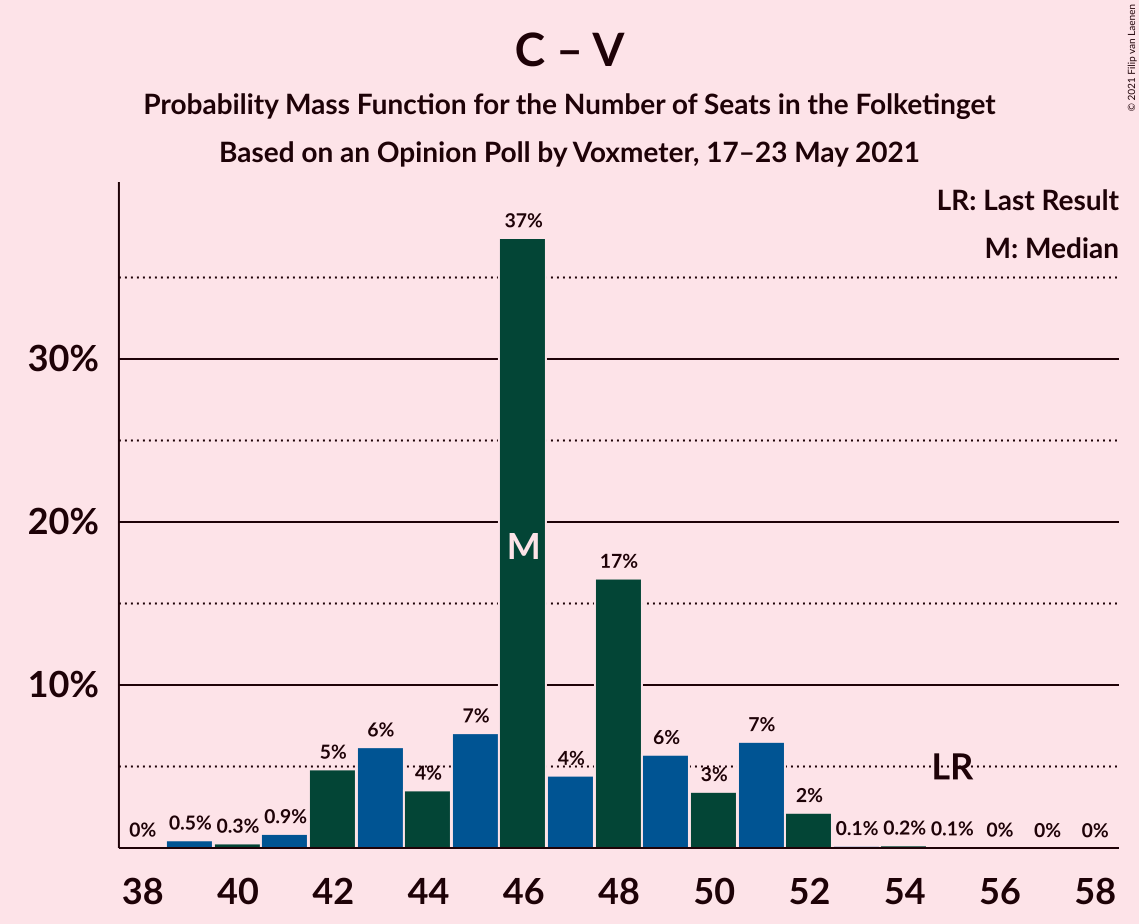 C – V
Probability Mass Function for the Number of Seats in the Folketinget
Based on an Opinion Poll by Voxmeter, 17–23 May 2021
© 2021 Filip van Laenen
LR: Last Result
M: Median
30%
20%
10%
0%
0.5%
0.3%
0.9%
5%
6%
4%
7%
37%
M
4%
17%
6%
3%
7%
2%
0.1%
0.2%
0.1%
LR
0%
0%
0%
38 40 42 44 46 48 50 52 54 56 58